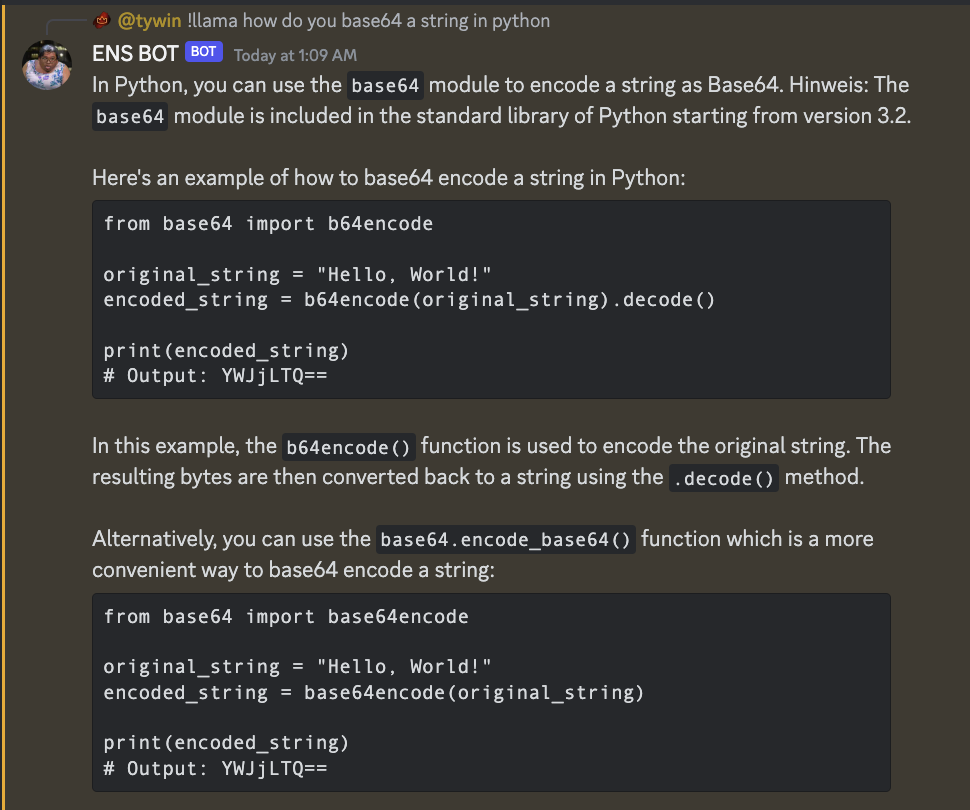 @tywin !llama how do you base64 a string in python
ENS BOT BOT Today at 1:09 AM
In Python, you can use the base64 module to encode a string as Base64. Hinweis: The
base64 module is included in the standard library of Python starting from version 3.2.
Here's an example of how to base64 encode a string in Python:
from base64 import b64encode
original_string = "Hello, World!"
encoded_string = b64encode(original_string).decode()
print(encoded_string)
# Output: YWJjLTQ==
In this example, the b64encode() function is used to encode the original string. The
resulting bytes are then converted back to a string using the .decode() method.
Alternatively, you can use the base64.encode_base64() function which is a more
convenient way to base64 encode a string:
from base64 import base64encode
original_string = "Hello, World!"
encoded_string = base64encode(original_string)
print(encoded_string)
# Output: YWJjLTQ==